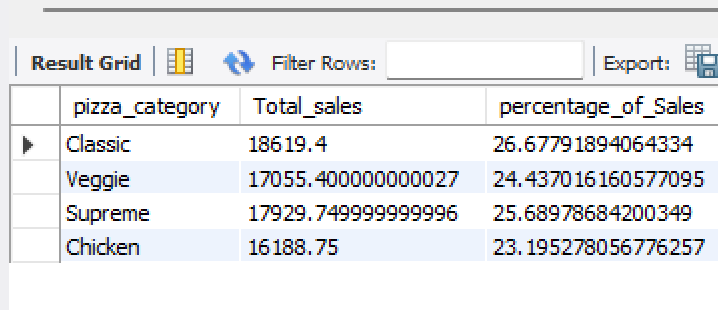 Result Grid Filter Rows: Export:
pizza_category Total_sales percentage_of_Sales
Classic 18619.4 26.67791894064334
Veggie 17055.400000000027 24.437016160577095
Supreme 17929.749999999996 25.68978684200349
Chicken 16188.75 23.195278056776257